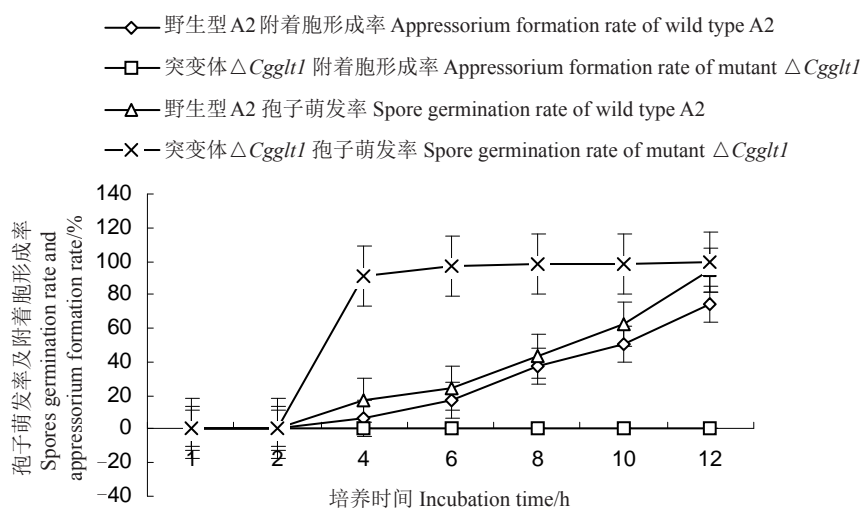 野生型A2附着胞形成率 Appressorium formation rate of wild type A2
突变体△Cgglt1附着胞形成率 Appressorium formation rate of mutant △Cgglt1
野生型A2孢子萌发率 Spore germination rate of wild type A2
突变体△Cgglt1孢子萌发率 Spore germination rate of mutant △Cgglt1
孢子萌发率及附着胞形成率
Spores germination rate and
appressorium formation rate/%
140
120
100
80
60
40
20
0
−20
−40
1 2 4 6 8 10 12
培养时间 Incubation time/h